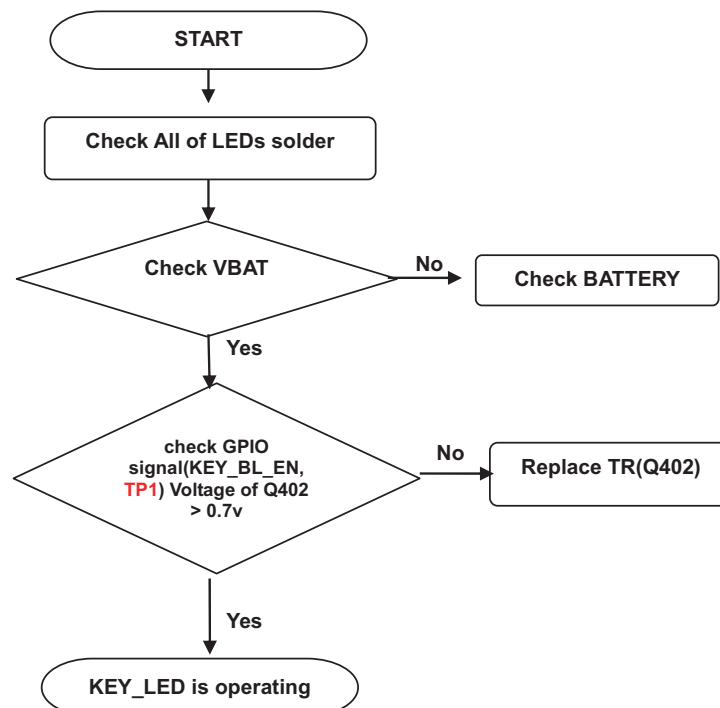 START
Check All of LEDs solder
Check VBAT
No
Check BATTERY
Yes
check GPIO
signal(KEY_BL_EN,
TP1) Voltage of Q402
> 0.7v
No
Replace TR(Q402)
Yes
KEY_LED is operating